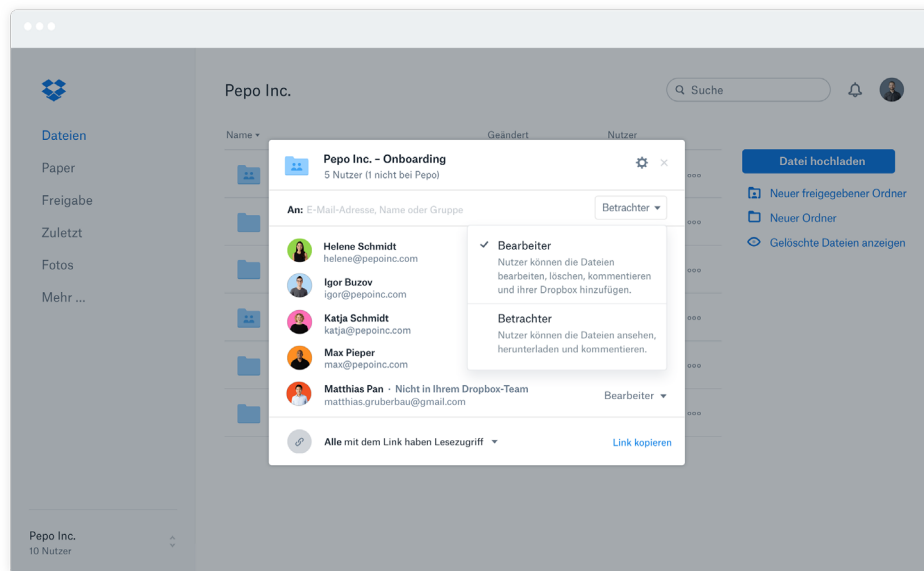 Pepo Inc.
Suche
Dateien
Paper
Freigabe
Zuletzt
Fotos
Mehr ...
Pepo Inc.
10 Nutzer
Name
Geändert
Nutzer
Pepo Inc. – Onboarding
5 Nutzer (1 nicht bei Pepo)
An: E-Mail-Adresse, Name oder Gruppe
Betrachter
Bearbeiter
Nutzer können die Dateien
bearbeiten, löschen, kommentieren
und ihrer Dropbox hinzufügen.
Betrachter
Nutzer können die Dateien ansehen,
herunterladen und kommentieren.
Helene Schmidt
helene@pepoinc.com
Igor Buzov
igor@pepoinc.com
Katja Schmidt
katja@pepoinc.com
Max Pieper
max@pepoinc.com
Matthias Pan · Nicht in Ihrem Dropbox-Team
matthias.gruberbau@gmail.com
Bearbeiter
Alle mit dem Link haben Lesezugriff
Link kopieren
Datei hochladen
Neuer freigegebener Ordner
Neuer Ordner
Gelöschte Dateien anzeigen